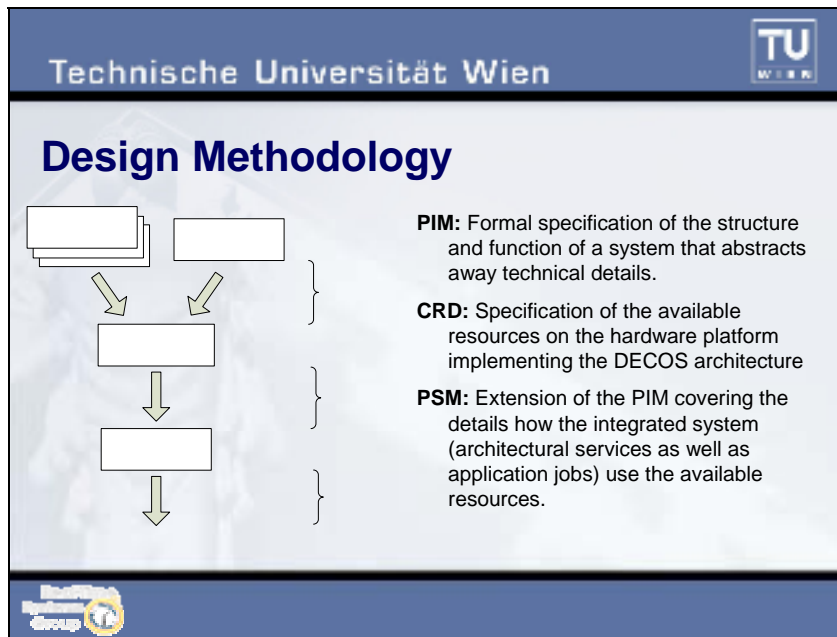 Technische Universität Wien
TU
WIEN
Design Methodology
PIM: Formal specification of the structure
and function of a system that abstracts
away technical details.
CRD: Specification of the available
resources on the hardware platform
implementing the DECOS architecture
PSM: Extension of the PIM covering the
details how the integrated system
(architectural services as well as
application jobs) use the available
resources.
Systems
Group